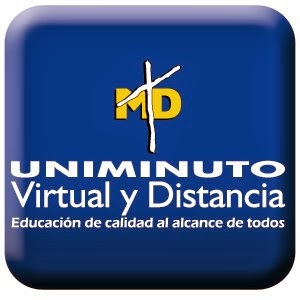 MD
UNIMINUTO
Virtual y Distancia
Educación de calidad al alcance de todos